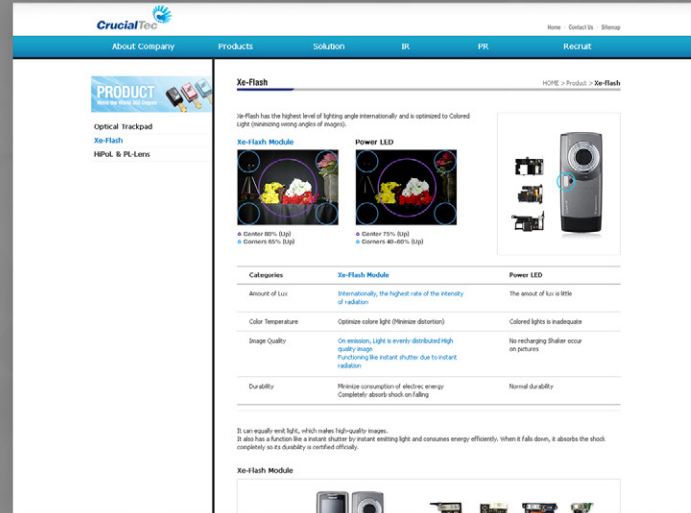 CrucialTec
Home · Contact Us · Sitemap
About Company Products Solution IR PR Recruit
PRODUCT
Xe-Flash
HOME > Product > Xe-Flash
Optical Trackpad
Xe-Flash
HiPoL & PL-Lens
Xe-Flash has the highest level of lighting angle internationally and is optimized to Colored
Light (minimizing wrong angles of images).
Xe-Flaxh Module Power LED
Center 80% (Up) Center 75% (Up)
Corners 65% (Up) Corners 40~60% (Up)
Categories Xe-Flash Module Power LED
Amount of Lux Internationally, the highest rate of the intensity The amout of lux is little
of radiation
Color Temperature Optimize colore light (Minimize distortion) Colored lights is inadequate
Image Quality On emission, Light is evenly distributed High No recharging Shaker occur
quality image on pictures
Functioning like instant shutter due to instant
radiation
Durability Minimize consumption of electrec energy Normal durability
Completely absorb shock on falling
It can equally emit light, which makes high-quality images.
It also has a function like a instant shutter by instant emitting light and consumes energy efficiently. When it falls down, it absorbs the shock
completely so its durability is certified officially.
Xe-Flash Module